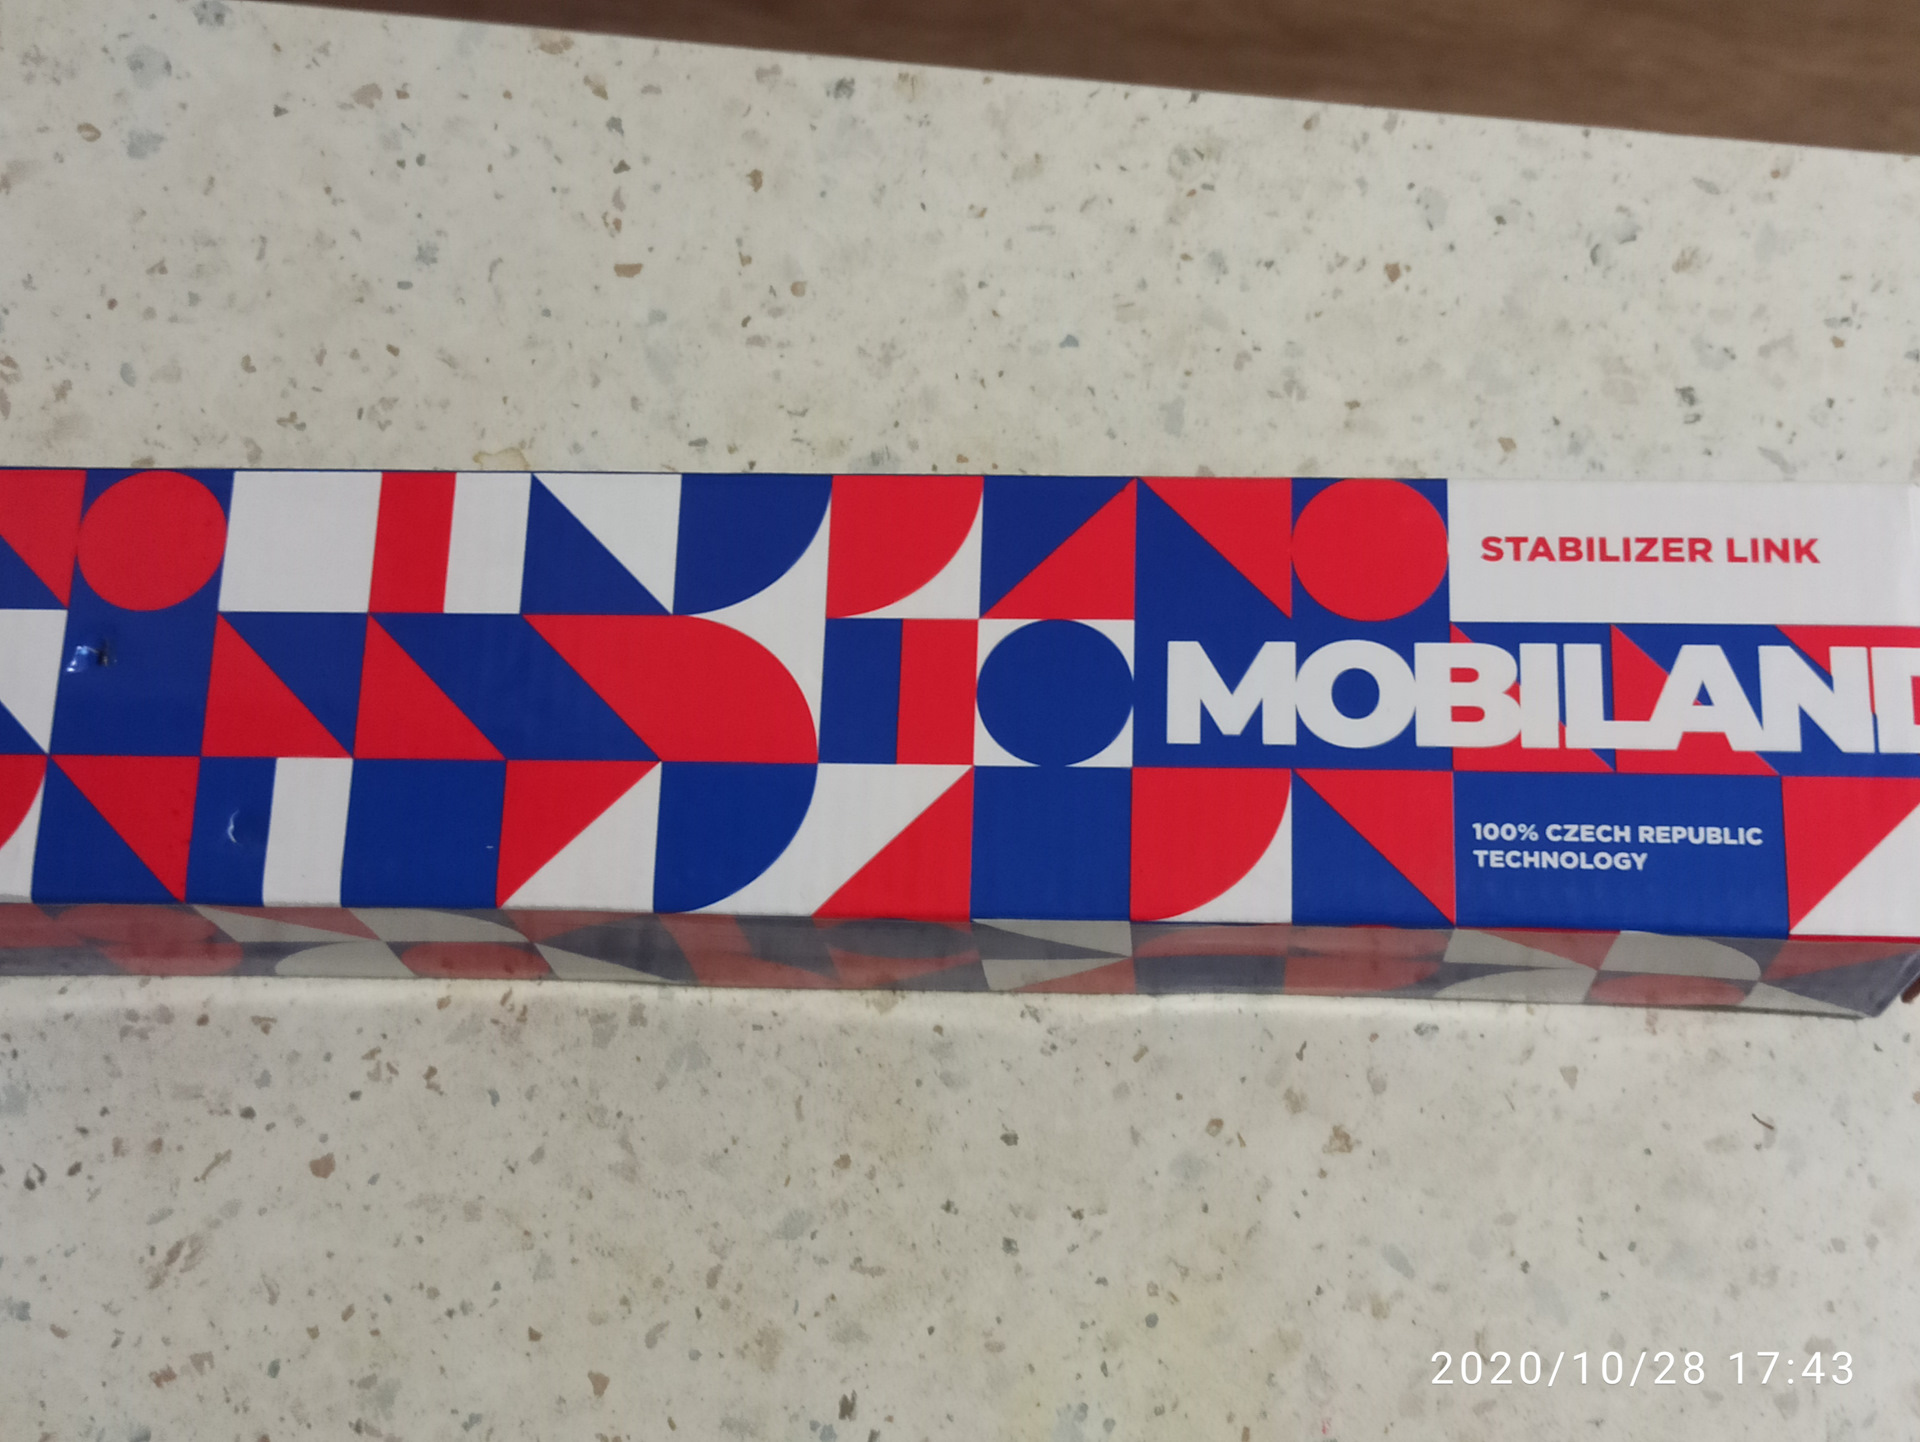 STABILIZER LINK
MOBILAND
100% CZECH REPUBLIC
TECHNOLOGY
2020/10/28 17:43